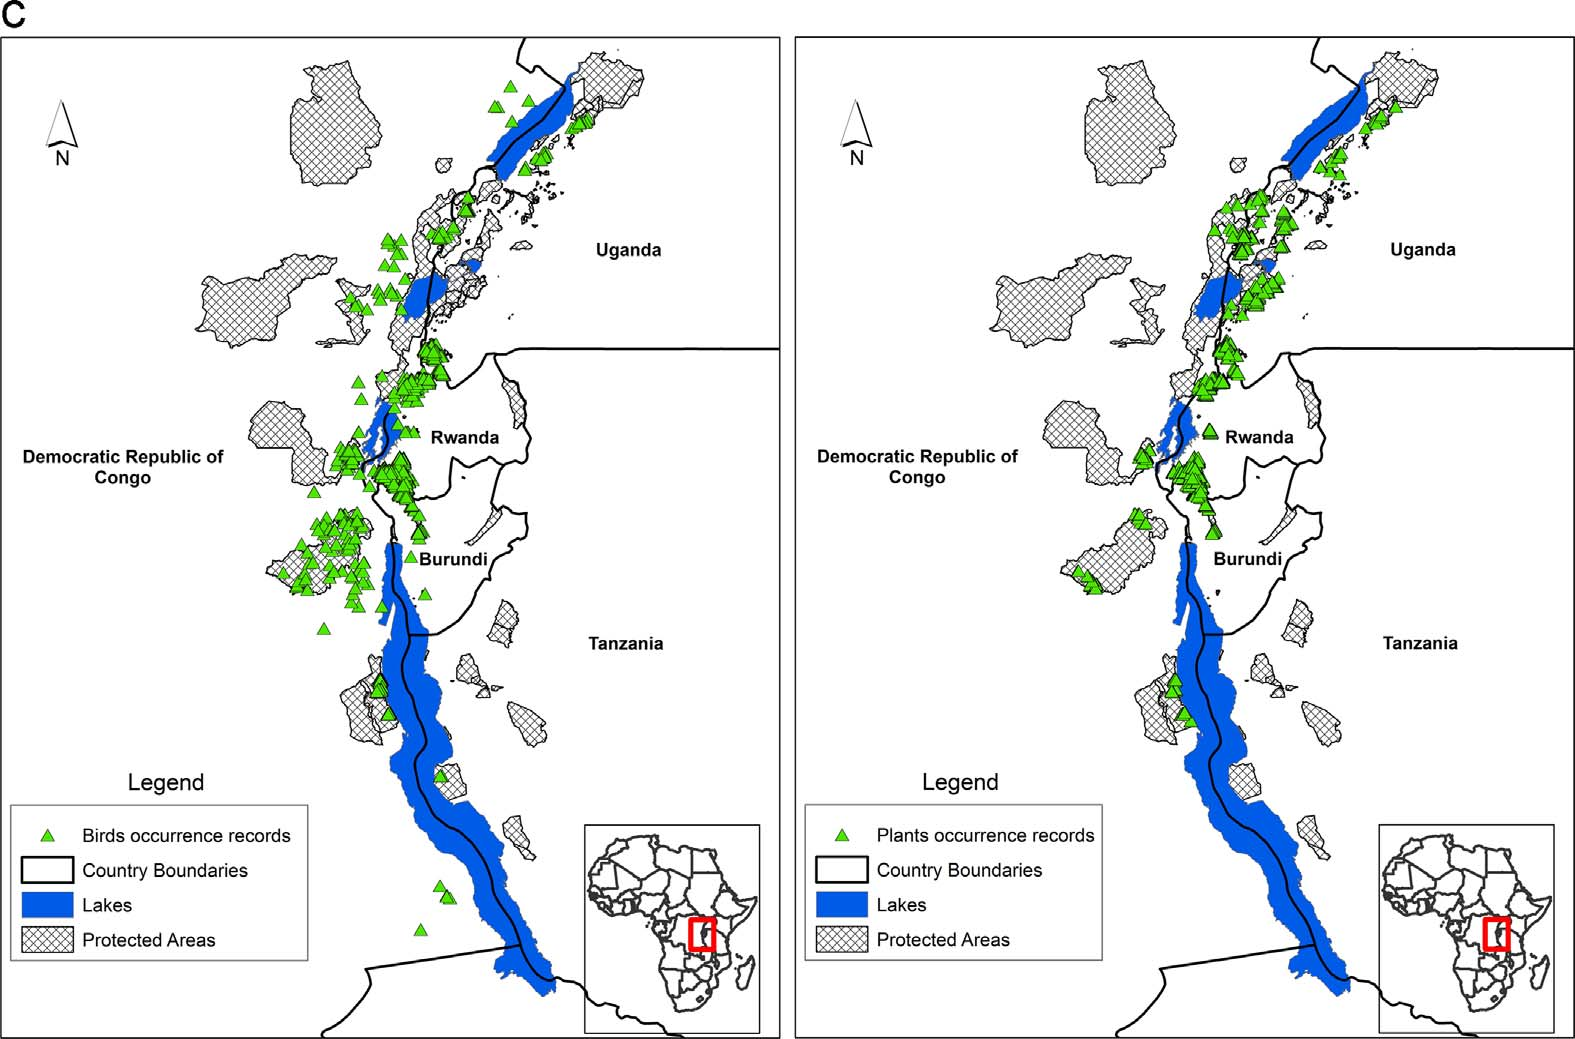 C
N
Uganda
Rwanda
Democratic Republic of
Congo
Burundi
Tanzania
Legend
Birds occurrence records
Country Boundaries
Lakes
Protected Areas
N
Uganda
Rwanda
Democratic Republic of
Congo
Burundi
Tanzania
Legend
Plants occurrence records
Country Boundaries
Lakes
Protected Areas